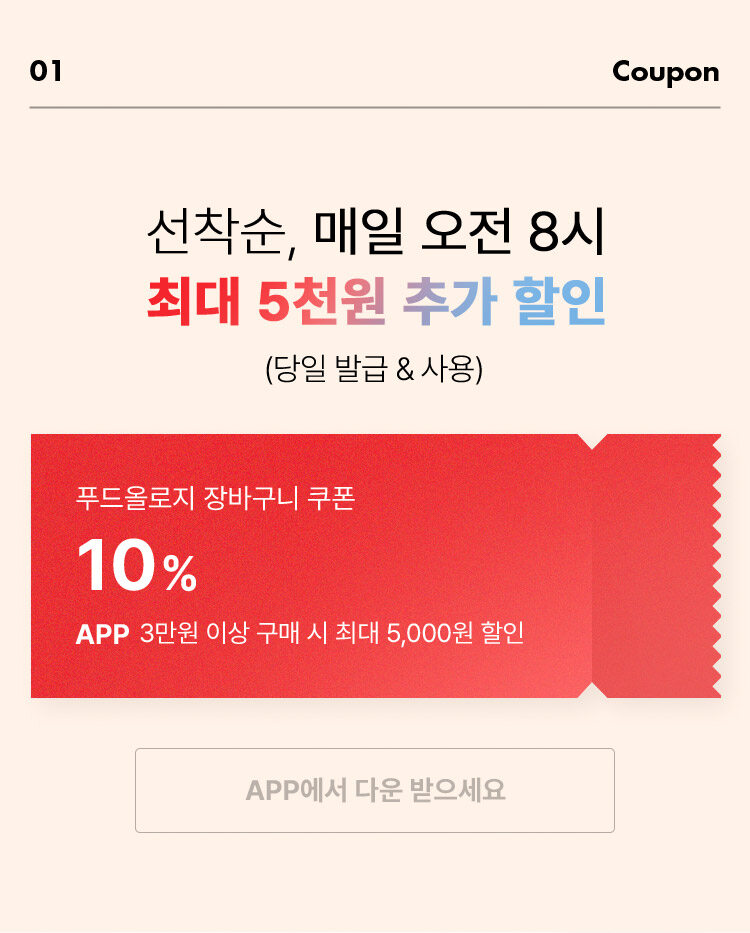 01
Coupon
선착순, 매일 오전 8시
최대 5천원 추가 할인
(당일 발급 & 사용)
푸드올로지 장바구니 쿠폰
10%
APP 3만원 이상 구매 시 최대 5,000원 할인
APP에서 다운 받으세요